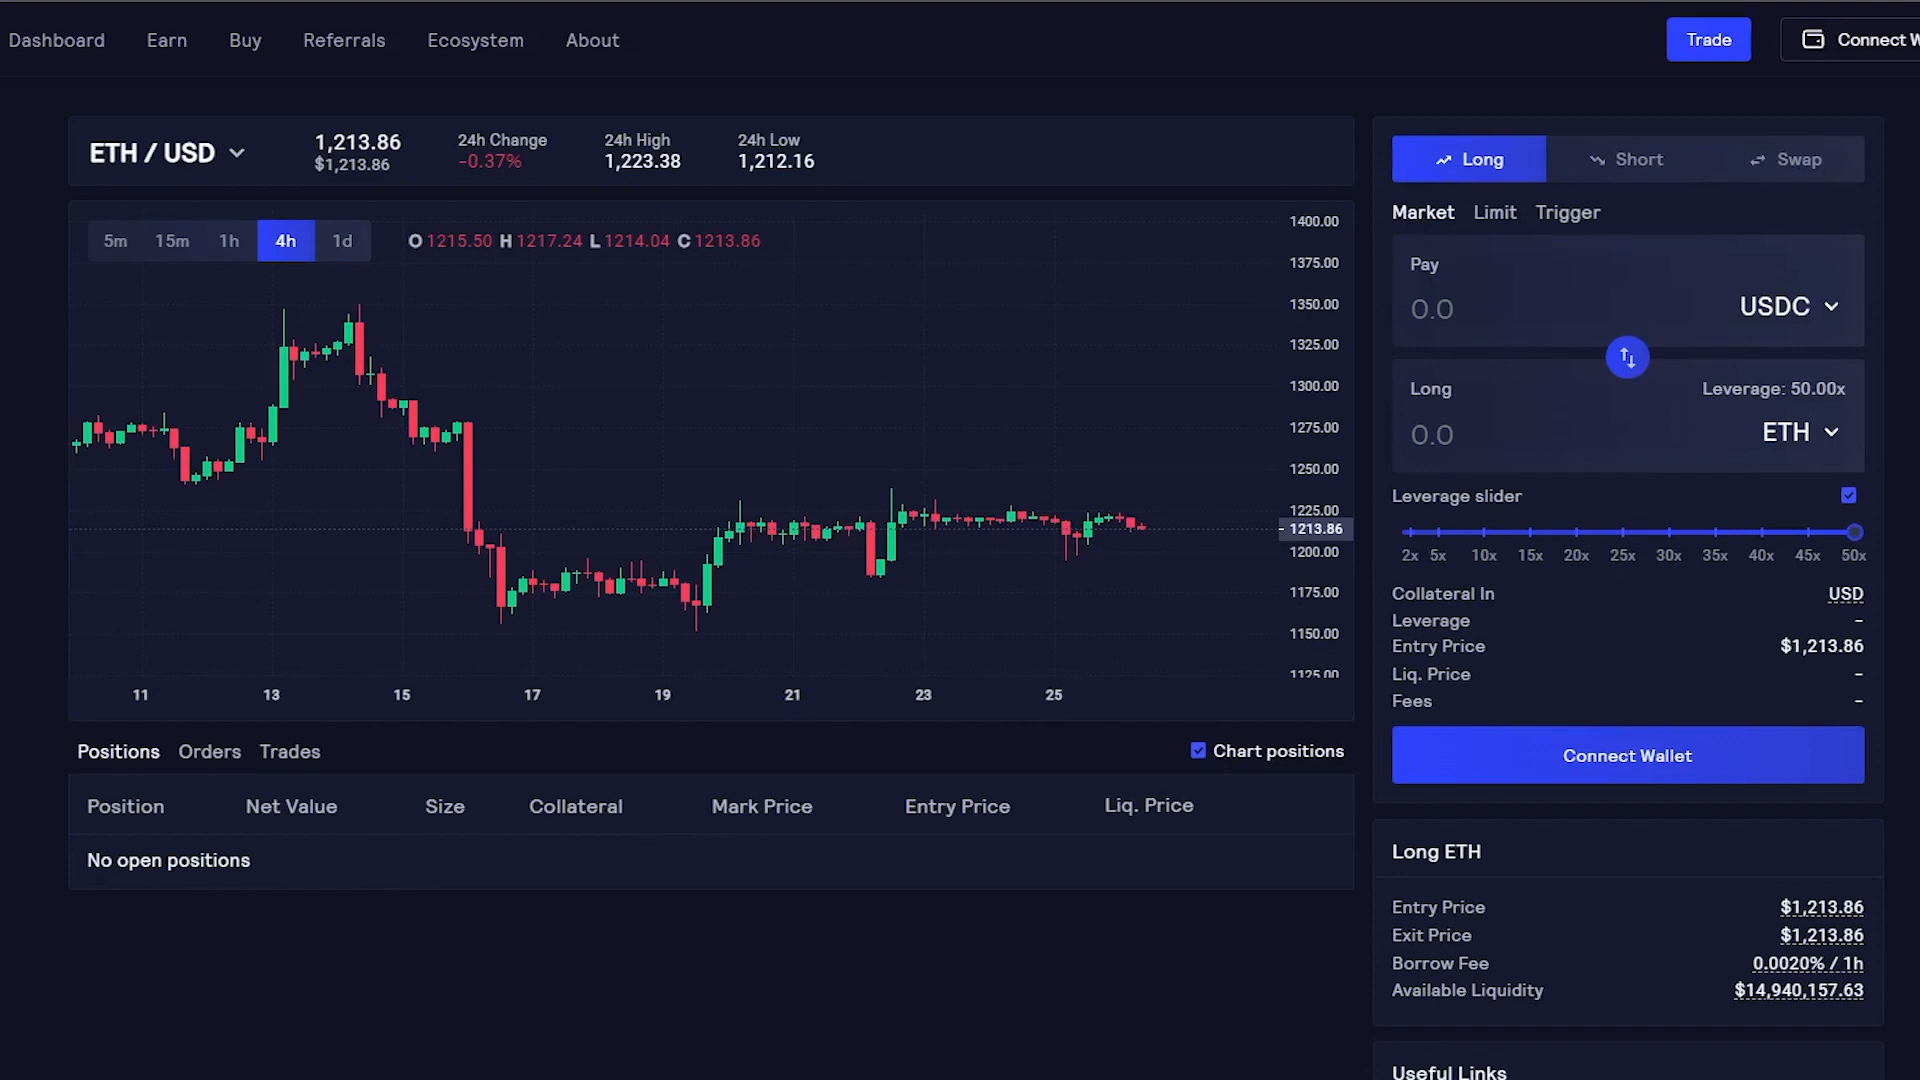 Dashboard Earn Buy Referrals Ecosystem About Trade Connect W
ETH / USD
1,213.86
$1,213.86
24h Change
-0.37%
24h High
1,223.38
24h Low
1,212.16
5m 15m 1h 4h 1d
O 1215.50 H 1217.24 L 1214.04 C 1213.86
1400.00
1375.00
1350.00
1325.00
1300.00
1275.00
1250.00
1225.00
1213.86
1200.00
1175.00
1150.00
1125.00
11 13 15 17 19 21 23 25
Positions Orders Trades
Chart positions
Position Net Value Size Collateral Mark Price Entry Price Liq. Price
No open positions
Long Short Swap
Market Limit Trigger
Pay
0.0 USDC
Long Leverage: 50.00x
0.0 ETH
Leverage slider
2x 5x 10x 15x 20x 25x 30x 35x 40x 45x 50x
Collateral In USD
Leverage -
Entry Price $1,213.86
Liq. Price -
Fees -
Connect Wallet
Long ETH
Entry Price $1,213.86
Exit Price $1,213.86
Borrow Fee 0.0020% / 1h
Available Liquidity $14,940,157.63
Useful Links